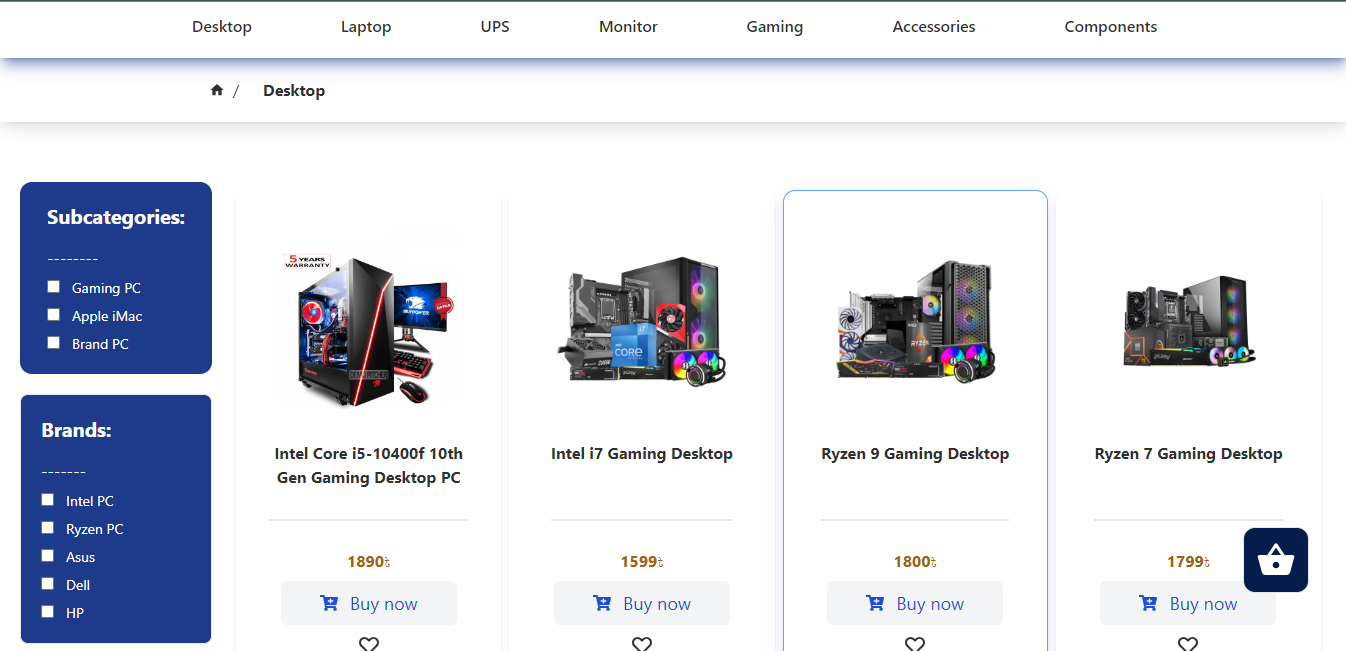 Desktop Laptop UPS Monitor Gaming Accessories Components
/ Desktop
Subcategories:
--------
Gaming PC
Apple iMac
Brand PC
Brands:
-------
Intel PC
Ryzen PC
Asus
Dell
HP
5 YEARS
WARRANTY
Intel Core i5-10400f 10th
Gen Gaming Desktop PC
1890৳
Buy now
CORE
Intel i7 Gaming Desktop
1599৳
Buy now
RYZEN
Ryzen 9 Gaming Desktop
1800৳
Buy now
Ryzen 7 Gaming Desktop
1799৳
Buy now